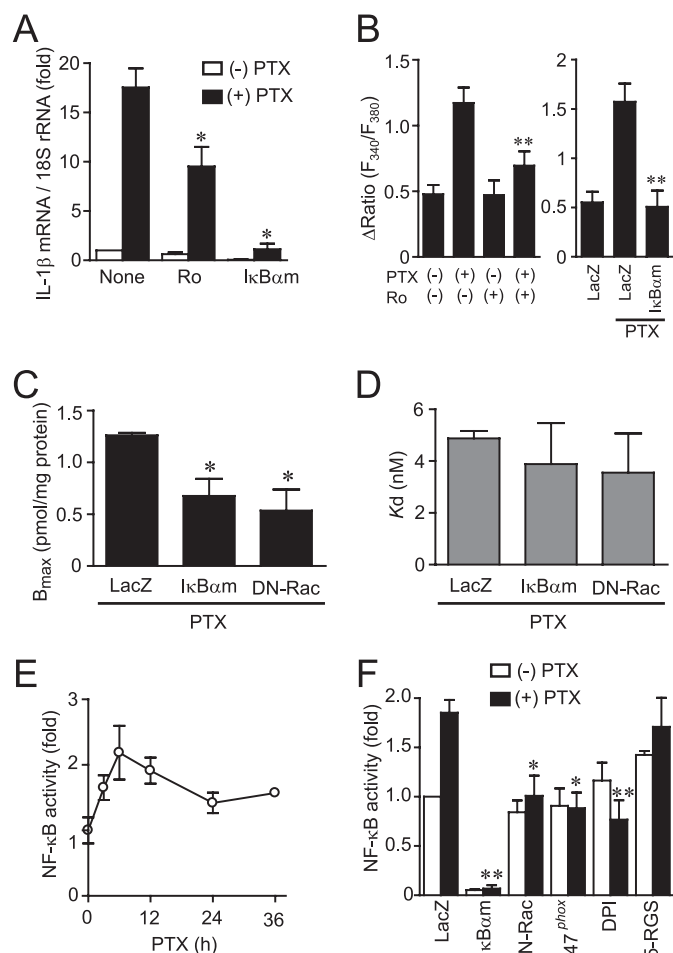 A
IL-1β mRNA / 18S rRNA (fold)
20
15
10
5
0
(-) PTX
(+) PTX
*
*
None Ro IκBαm
B
ΔRatio (F340/F380)
1.5
1.0
0.5
0
**
PTX (-) (+) (-) (+)
Ro (-) (-) (+) (+)
2
1.5
1
0.5
0
**
LacZ
LacZ
IκBαm
PTX
C
Bmax (pmol/mg protein)
1.5
1.0
0.5
0
*
*
LacZ IκBαm DN-Rac
PTX
D
Kd (nM)
6
4
2
0
LacZ IκBαm DN-Rac
PTX
E
NF-κB activity (fold)
3
2
1
0
0 12 24 36
PTX (h)
F
NF-κB activity (fold)
2.0
1.5
1.0
0.5
0
(-) PTX
(+) PTX
**
*
*
**
LacZ
κBαm
N-Rac
47phox
DPI
-RGS